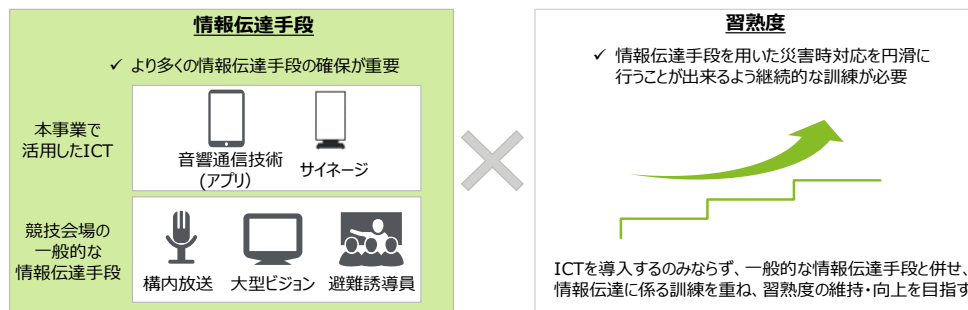 情報伝達手段
✓ より多くの情報伝達手段の確保が重要
本事業で
活用したICT
音響通信技術
(アプリ)
サイネージ
競技会場の
一般的な
情報伝達手段
構内放送
大型ビジョン
避難誘導員
習熟度
✓ 情報伝達手段を用いた災害時対応を円滑に
行うことが出来るよう継続的な訓練が必要
ICTを導入するのみならず、一般的な情報伝達手段と併せ、
情報伝達に係る訓練を重ね、習熟度の維持・向上を目指す